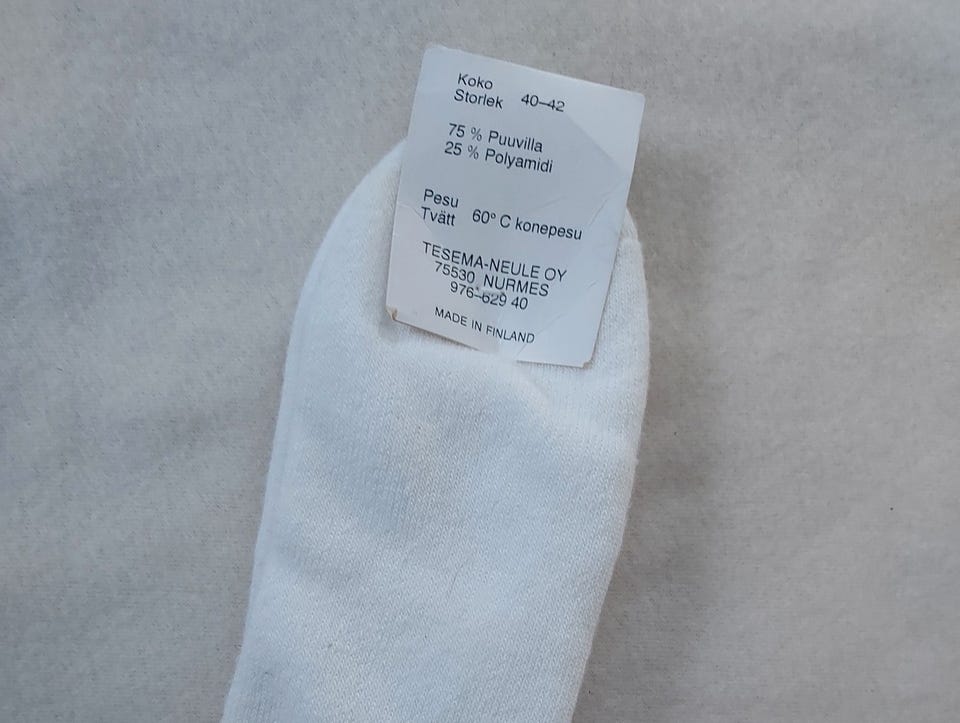 Koko
Storlek 40–42
75 % Puuvilla
25 % Polyamidi
Pesu
Tvätt 60° C konepesu
TESEMA-NEULE OY
75530 NURMES
976-629 40
MADE IN FINLAND